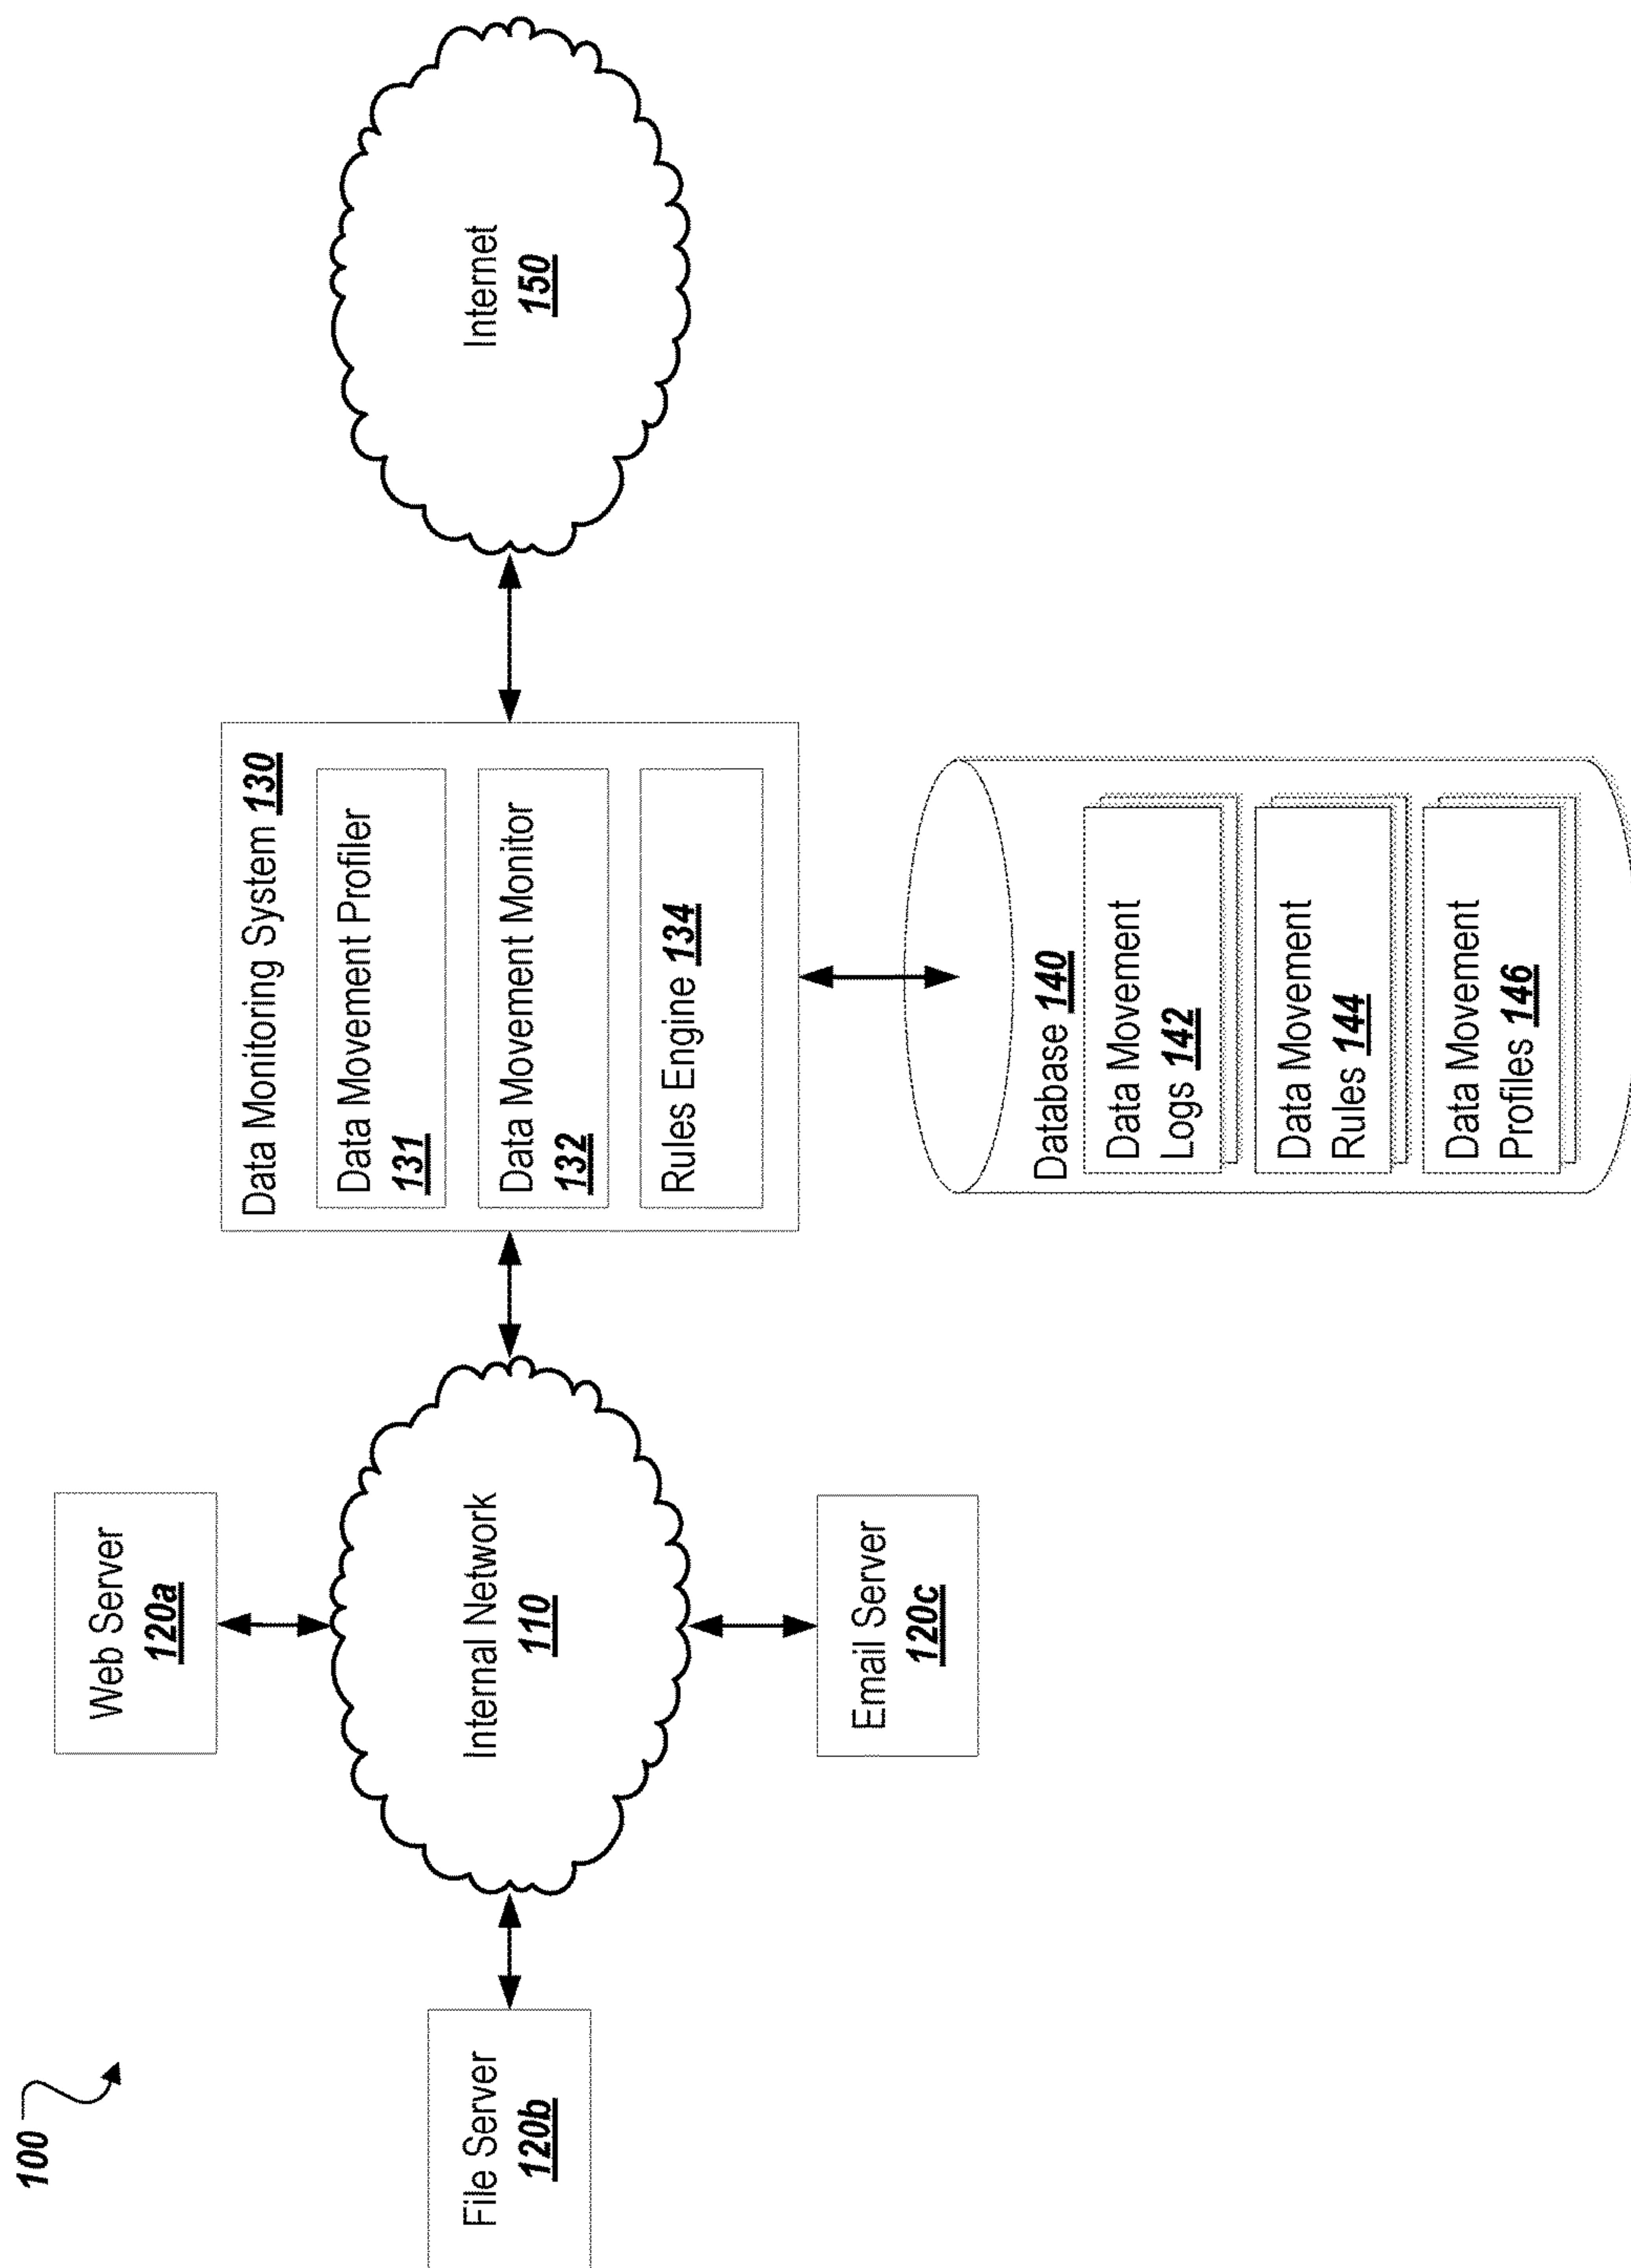 100
Web Server
120a
File Server
120b
Internal Network
110
Email Server
120c
Data Monitoring System 130
Data Movement Profiler
131
Data Movement Monitor
132
Rules Engine 134
Database 140
Data Movement
Logs 142
Data Movement
Rules 144
Data Movement
Profiles 146
Internet
150